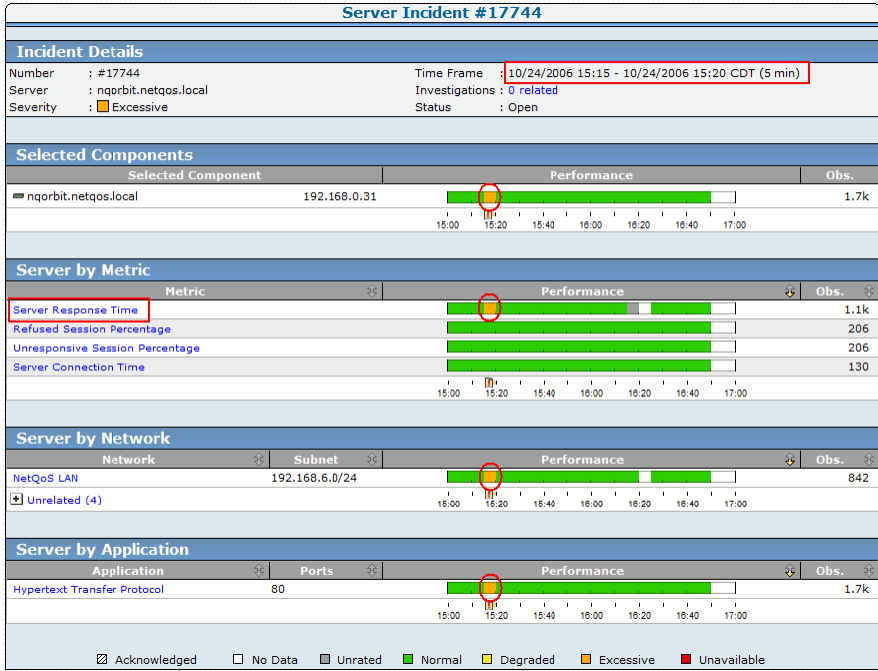 Server Incident #17744
Incident Details
Number : #17744 Time Frame : 10/24/2006 15:15 - 10/24/2006 15:20 CDT (5 min)
Server : nqorbit.netqos.local Investigations : 0 related
Severity : Excessive Status : Open
Selected Components
Selected Component Performance Obs.
nqorbit.netqos.local 192.168.0.31 1.7k
15:00 15:20 15:40 16:00 16:20 16:40 17:00
Server by Metric
Metric Performance Obs.
Server Response Time 1.1k
Refused Session Percentage 206
Unresponsive Session Percentage 206
Server Connection Time 130
15:00 15:20 15:40 16:00 16:20 16:40 17:00
Server by Network
Network Subnet Performance Obs.
NetQoS LAN 192.168.6.0/24 842
Unrelated (4)
15:00 15:20 15:40 16:00 16:20 16:40 17:00
Server by Application
Application Ports Performance Obs.
Hypertext Transfer Protocol 80 1.7k
15:00 15:20 15:40 16:00 16:20 16:40 17:00
Acknowledged No Data Unrated Normal Degraded Excessive Unavailable